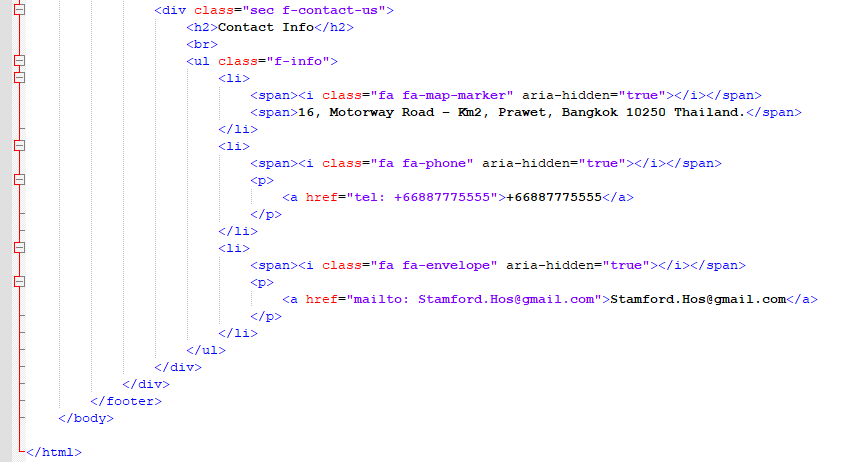 <div class="sec f-contact-us">
<h2>Contact Info</h2>
<br>
<ul class="f-info">
<li>
<span><i class="fa fa-map-marker" aria-hidden="true"></i></span>
<span>16, Motorway Road - Km2, Prawet, Bangkok 10250 Thailand.</span>
</li>
<li>
<span><i class="fa fa-phone" aria-hidden="true"></i></span>
<p>
<a href="tel: +66887775555">+66887775555</a>
</p>
</li>
<li>
<span><i class="fa fa-envelope" aria-hidden="true"></i></span>
<p>
<a href="mailto: Stamford.Hos@gmail.com">Stamford.Hos@gmail.com</a>
</p>
</li>
</ul>
</div>
</div>
</footer>
</body>
</html>